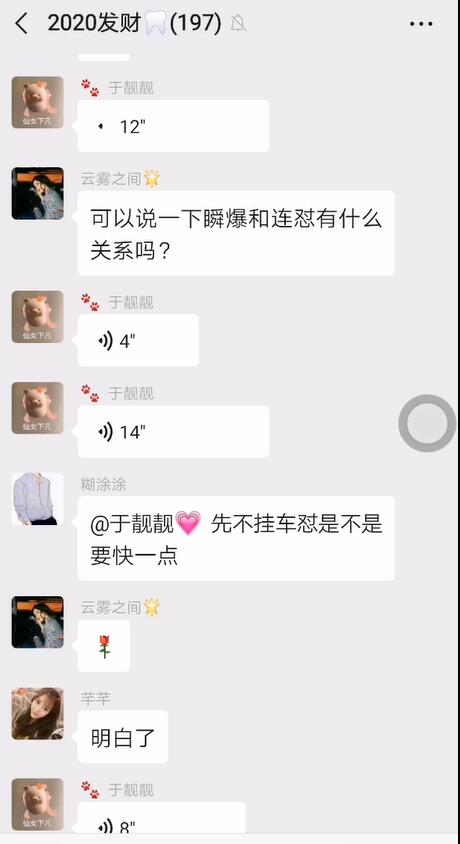 2020发财🦷(197)
于靓靓
12"
仙女下凡
云雾之间🌟
可以说一下瞬爆和连怼有什么
关系吗？
于靓靓
4"
仙女下凡
于靓靓
14"
仙女下凡
糊涂涂
@于靓靓💗 先不挂车怼是不是
要快一点
云雾之间🌟
🌹
芊芊
明白了
于靓靓
8"
仙女下凡